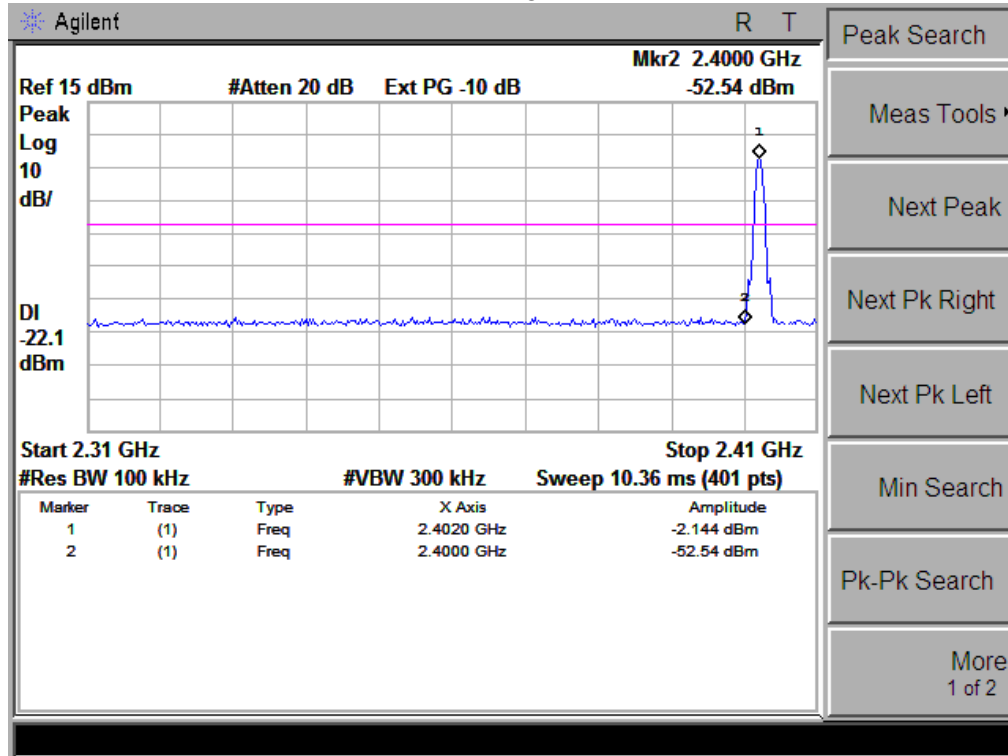 Agilent R T
Mkr2 2.4000 GHz
Ref 15 dBm #Atten 20 dB Ext PG -10 dB -52.54 dBm
Peak
Log
10
dB/
1
2
DI
-22.1
dBm
Start 2.31 GHz Stop 2.41 GHz
#Res BW 100 kHz #VBW 300 kHz Sweep 10.36 ms (401 pts)
Marker Trace Type X Axis Amplitude
1 (1) Freq 2.4020 GHz -2.144 dBm
2 (1) Freq 2.4000 GHz -52.54 dBm
Peak Search
Meas Tools
Next Peak
Next Pk Right
Next Pk Left
Min Search
Pk-Pk Search
More
1 of 2